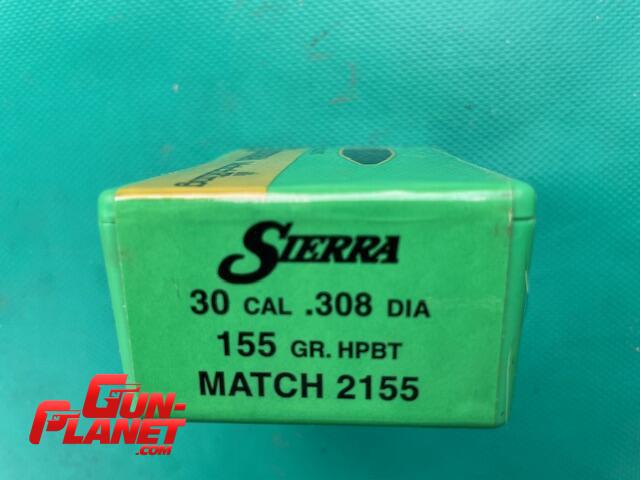 SIERRA
30 CAL .308 DIA
155 GR. HPBT
MATCH 2155
GUN-
PLANET
.COM